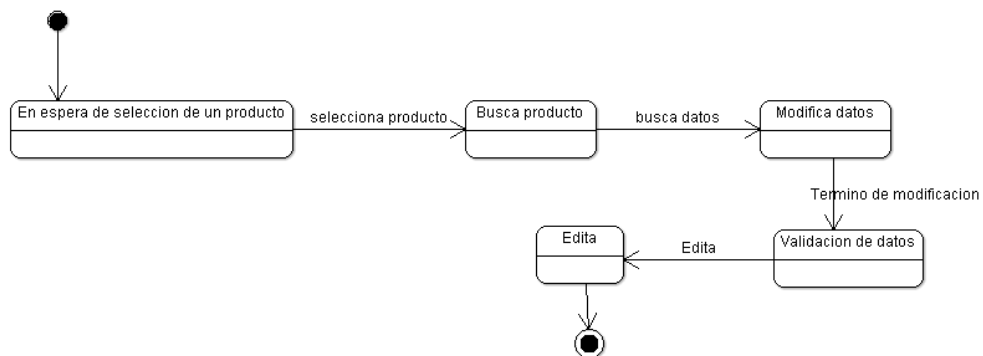 En espera de seleccion de un producto
selecciona producto
Busca producto
busca datos
Modifica datos
Termino de modificacion
Validacion de datos
Edita
Edita